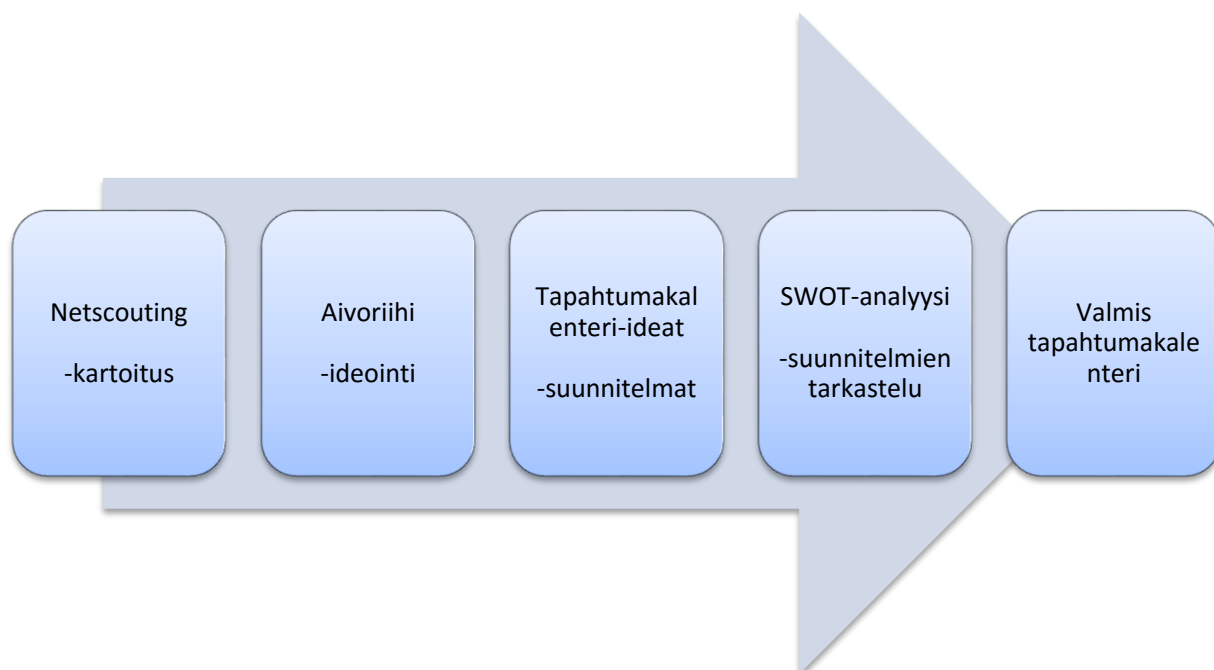 Netscouting
-kartoitus
Aivoriihi
-ideointi
Tapahtumakal
enteri-ideat
-suunnitelmat
SWOT-analyysi
-suunnitelmien
tarkastelu
Valmis
tapahtumakale
nteri